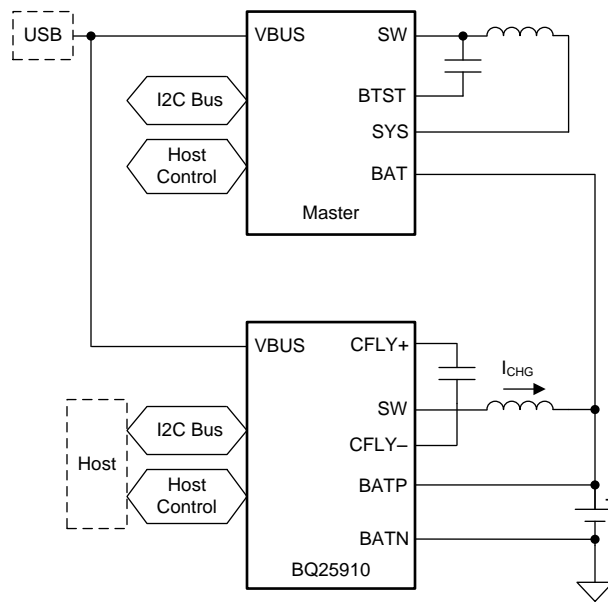 USB
VBUS
SW
I2C Bus
BTST
SYS
Host
Control
BAT
Master
VBUS
CFLY+
I_CHG
SW
I2C Bus
CFLY–
Host
Host
Control
BATP
BATN
BQ25910
+